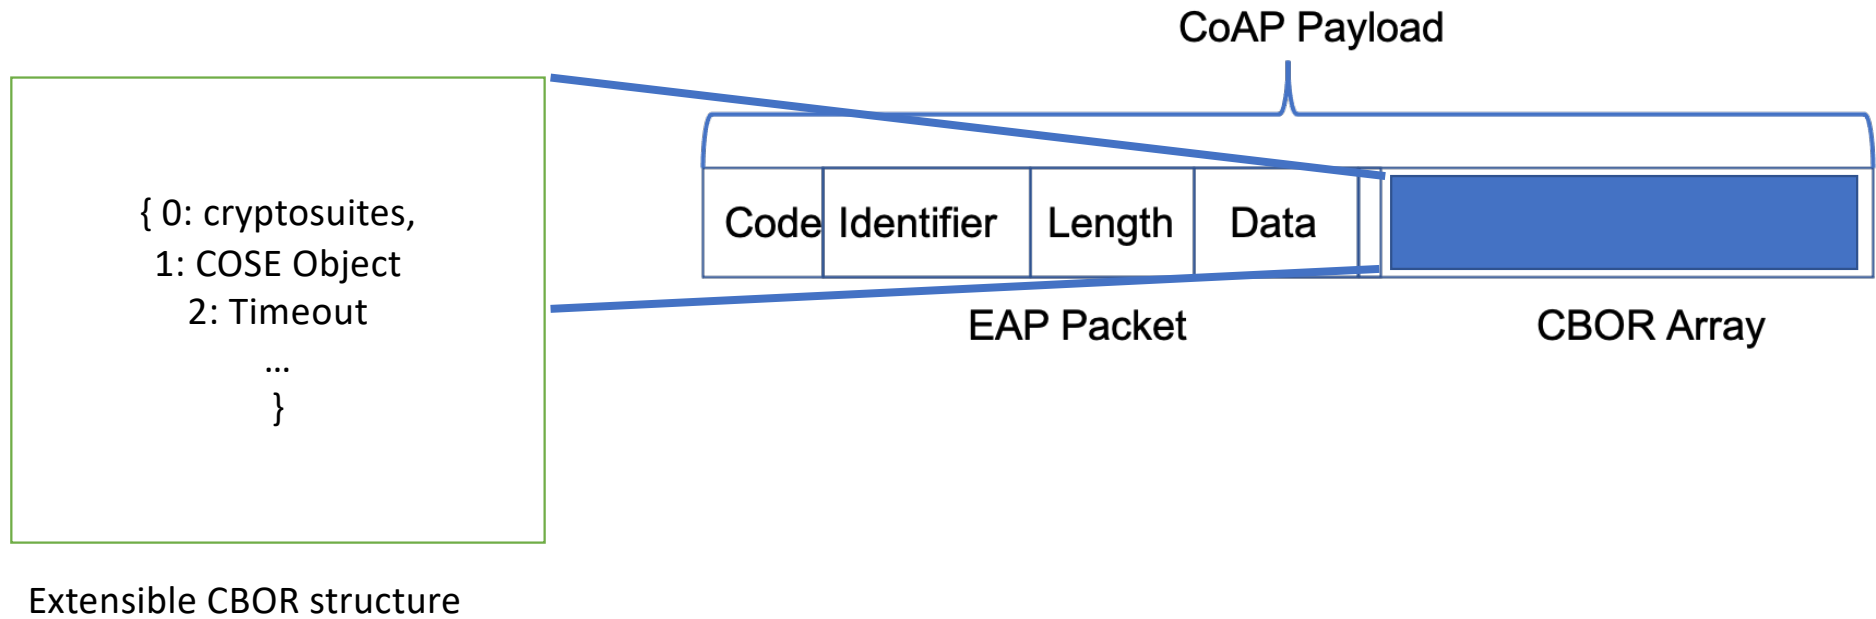 CoAP Payload
{ 0: cryptosuites,
1: COSE Object
2: Timeout
...
}
Code Identifier Length Data
EAP Packet CBOR Array
Extensible CBOR structure